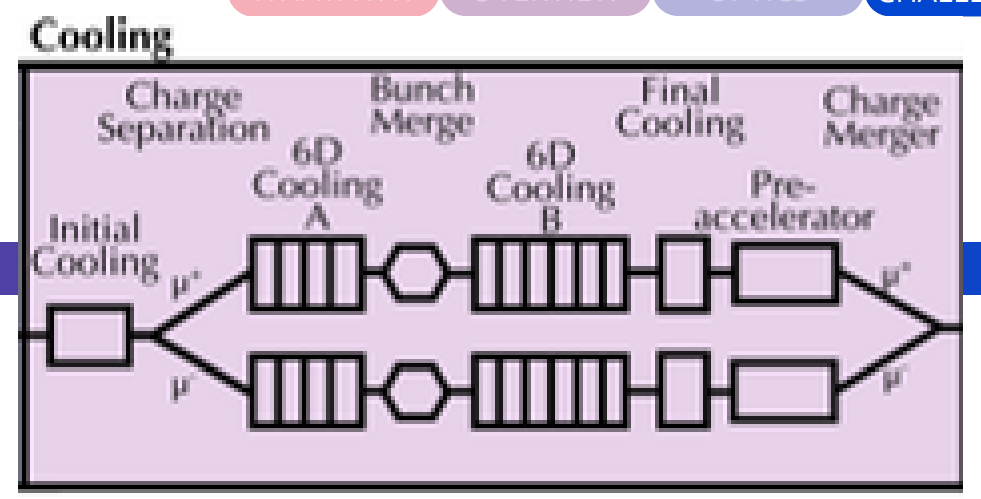 Cooling
Charge
Separation
Bunch
Merge
Final
Cooling
Charge
Merger
6D
Cooling
A
6D
Cooling
B
Pre-
accelerator
Initial
Cooling
μ+
μ-
μ+
μ-